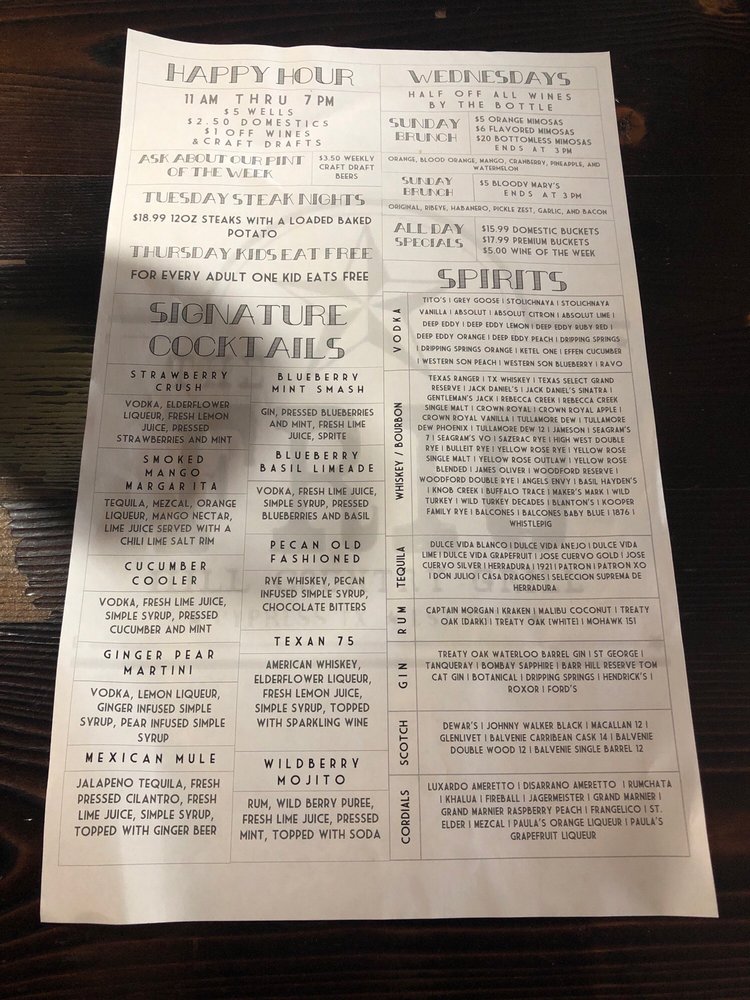 HAPPY HOUR
11 AM THRU 7 PM
$5 WELLS
$2.50 DOMESTICS
$1 OFF WINES
& CRAFT DRAFTS
ASK ABOUT OUR PINT
OF THE WEEK
$3.50 WEEKLY
CRAFT DRAFT
BEERS
TUESDAY STEAK NIGHTS
$18.99 12OZ STEAKS WITH A LOADED BAKED
POTATO
THURSDAY KIDS EAT FREE
FOR EVERY ADULT ONE KID EATS FREE
WEDNESDAYS
HALF OFF ALL WINES
BY THE BOTTLE
SUNDAY
BRUNCH
$5 ORANGE MIMOSAS
$6 FLAVORED MIMOSAS
$20 BOTTOMLESS MIMOSAS
ENDS AT 3 PM
ORANGE, BLOOD ORANGE, MANGO, CRANBERRY, PINEAPPLE, AND
WATERMELON
SUNDAY
BRUNCH
$5 BLOODY MARY'S
ENDS AT 3 PM
ORIGINAL, RIBEYE, HABANERO, PICKLE ZEST, GARLIC, AND BACON
ALL DAY
SPECIALS
$15.99 DOMESTIC BUCKETS
$17.99 PREMIUM BUCKETS
$5.00 WINE OF THE WEEK
SIGNATURE
COCKTAILS
STRAWBERRY
CRUSH
VODKA, ELDERFLOWER
LIQUEUR, FRESH LEMON
JUICE, PRESSED
STRAWBERRIES AND MINT
SMOKED
MANGO
MARGARITA
TEQUILA, MEZCAL, ORANGE
LIQUEUR, MANGO NECTAR,
LIME JUICE SERVED WITH A
CHILI LIME SALT RIM
CUCUMBER
COOLER
VODKA, FRESH LIME JUICE,
SIMPLE SYRUP, PRESSED
CUCUMBER AND MINT
GINGER PEAR
MARTINI
VODKA, LEMON LIQUEUR,
GINGER INFUSED SIMPLE
SYRUP, PEAR INFUSED SIMPLE
SYRUP
MEXICAN MULE
JALAPENO TEQUILA, FRESH
PRESSED CILANTRO, FRESH
LIME JUICE, SIMPLE SYRUP,
TOPPED WITH GINGER BEER
BLUEBERRY
MINT SMASH
GIN, PRESSED BLUEBERRIES
AND MINT, FRESH LIME
JUICE, SPRITE
BLUEBERRY
BASIL LIMEADE
VODKA, FRESH LIME JUICE,
SIMPLE SYRUP, PRESSED
BLUEBERRIES AND BASIL
PECAN OLD
FASHIONED
RYE WHISKEY, PECAN
INFUSED SIMPLE SYRUP,
CHOCOLATE BITTERS
TEXAN 75
AMERICAN WHISKEY,
ELDERFLOWER LIQUEUR,
FRESH LEMON JUICE,
SIMPLE SYRUP, TOPPED
WITH SPARKLING WINE
WILDBERRY
MOJITO
RUM, WILD BERRY PUREE,
FRESH LIME JUICE, PRESSED
MINT, TOPPED WITH SODA
SPIRITS
VODKA
TITO'S | GREY GOOSE | STOLICHNAYA | STOLICHNAYA
VANILLA | ABSOLUT | ABSOLUT CITRON | ABSOLUT LIME |
DEEP EDDY | DEEP EDDY LEMON | DEEP EDDY RUBY RED |
DEEP EDDY ORANGE | DEEP EDDY PEACH | DRIPPING SPRINGS
| DRIPPING SPRINGS ORANGE | KETEL ONE | EFFEN CUCUMBER
| WESTERN SON PEACH | WESTERN SON BLUEBERRY | RAVO
WHISKEY / BOURBON
TEXAS RANGER | TX WHISKEY | TEXAS SELECT GRAND
RESERVE | JACK DANIEL'S | JACK DANIEL'S SINATRA |
GENTLEMAN'S JACK | REBECCA CREEK | REBECCA CREEK
SINGLE MALT | CROWN ROYAL | CROWN ROYAL APPLE |
CROWN ROYAL VANILLA | TULLAMORE DEW | TULLAMORE
DEW PHOENIX | TULLAMORE DEW 12 | JAMESON | SEAGRAM'S
7 | SEAGRAM'S VO | SAZERAC RYE | HIGH WEST DOUBLE
RYE | BULLEIT RYE | YELLOW ROSE RYE | YELLOW ROSE
SINGLE MALT | YELLOW ROSE OUTLAW | YELLOW ROSE
BLENDED | JAMES OLIVER | WOODFORD RESERVE |
WOODFORD DOUBLE RYE | ANGELS ENVY | BASIL HAYDEN'S
| KNOB CREEK | BUFFALO TRACE | MAKER'S MARK | WILD
TURKEY | WILD TURKEY DECADES | BLANTON'S | KOOPER
FAMILY RYE | BALCONES | BALCONES BABY BLUE | 1876 |
WHISTLEPIG
TEQUILA
DULCE VIDA BLANCO | DULCE VIDA ANEJO | DULCE VIDA
LIME | DULCE VIDA GRAPEFRUIT | JOSE CUERVO GOLD | JOSE
CUERVO SILVER | HERRADURA | 1921 | PATRON | PATRON XO
| DON JULIO | CASA DRAGONES | SELECCION SUPREMA DE
HERRADURA
RUM
CAPTAIN MORGAN | KRAKEN | MALIBU COCONUT | TREATY
OAK (DARK) | TREATY OAK (WHITE) | MOHAWK 151
GIN
TREATY OAK WATERLOO BARREL GIN | ST GEORGE |
TANQUERAY | BOMBAY SAPPHIRE | BARR HILL RESERVE TOM
CAT GIN | BOTANICAL | DRIPPING SPRINGS | HENDRICK'S |
ROXOR | FORD'S
SCOTCH
DEWAR'S | JOHNNY WALKER BLACK | MACALLAN 12 |
GLENLIVET | BALVENIE CARRIBEAN CASK 14 | BALVENIE
DOUBLE WOOD 12 | BALVENIE SINGLE BARREL 12
CORDIALS
LUXARDO AMERETTO | DISARRANO AMERETTO | RUMCHATA
| KHALUA | FIREBALL | JAGERMEISTER | GRAND MARNIER |
GRAND MARNIER RASPBERRY PEACH | FRANGELICO | ST.
ELDER | MEZCAL | PAULA'S ORANGE LIQUEUR | PAULA'S
GRAPEFRUIT LIQUEUR